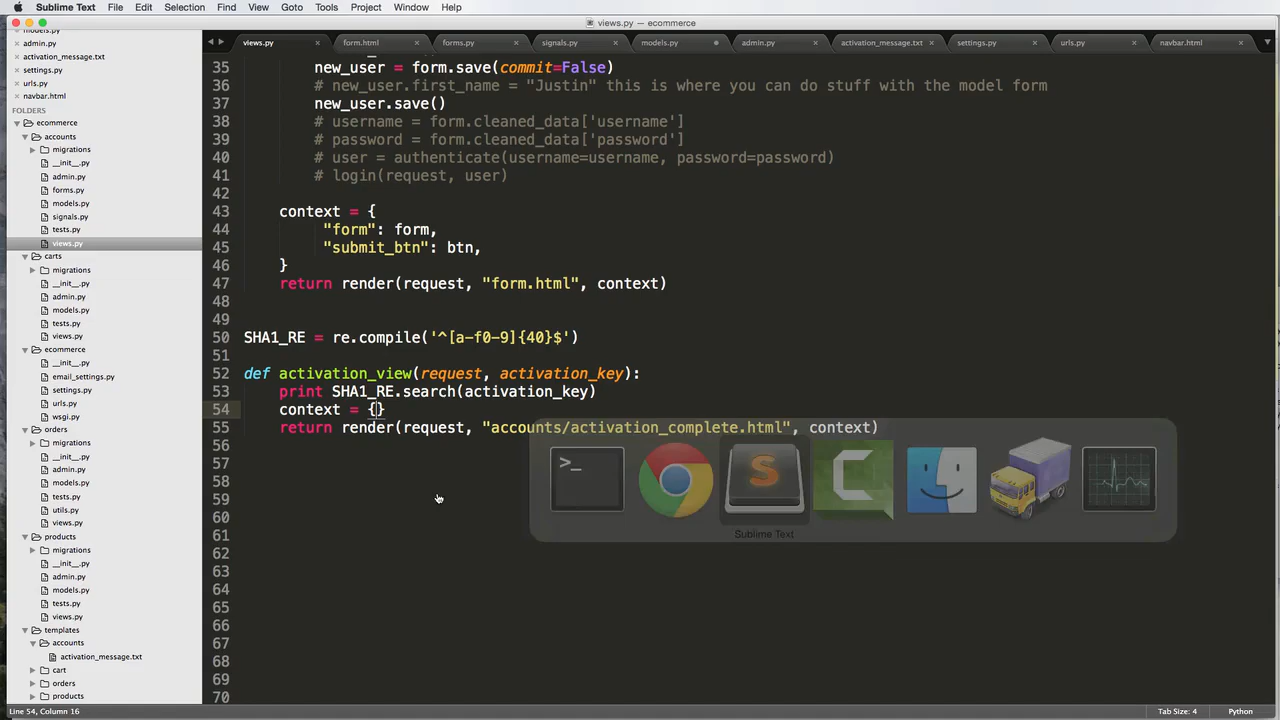 Sublime Text File Edit Selection Find View Goto Tools Project Window Help
views.py — ecommerce
models.py
admin.py
activation_message.txt
settings.py
urls.py
navbar.html
FOLDERS
ecommerce
accounts
migrations
__init__.py
admin.py
forms.py
models.py
signals.py
tests.py
views.py
carts
migrations
__init__.py
admin.py
models.py
tests.py
views.py
ecommerce
__init__.py
email_settings.py
settings.py
urls.py
wsgi.py
orders
migrations
__init__.py
admin.py
models.py
tests.py
utils.py
views.py
products
migrations
__init__.py
admin.py
models.py
tests.py
views.py
templates
accounts
activation_message.txt
cart
orders
products
views.py form.html forms.py signals.py models.py admin.py activation_message.txt settings.py urls.py navbar.html
35 new_user = form.save(commit=False)
36 # new_user.first_name = "Justin" this is where you can do stuff with the model form
37 new_user.save()
38 # username = form.cleaned_data['username']
39 # password = form.cleaned_data['password']
40 # user = authenticate(username=username, password=password)
41 # login(request, user)
42
43 context = {
44 "form": form,
45 "submit_btn": btn,
46 }
47 return render(request, "form.html", context)
48
49
50 SHA1_RE = re.compile('^[a-f0-9]{40}$')
51
52 def activation_view(request, activation_key):
53 print SHA1_RE.search(activation_key)
54 context = {}
55 return render(request, "accounts/activation_complete.html", context)
56
57
58
59
60
61
62
63
64
65
66
67
68
69
70
Sublime Text
Line 54, Column 16 Tab Size: 4 Python